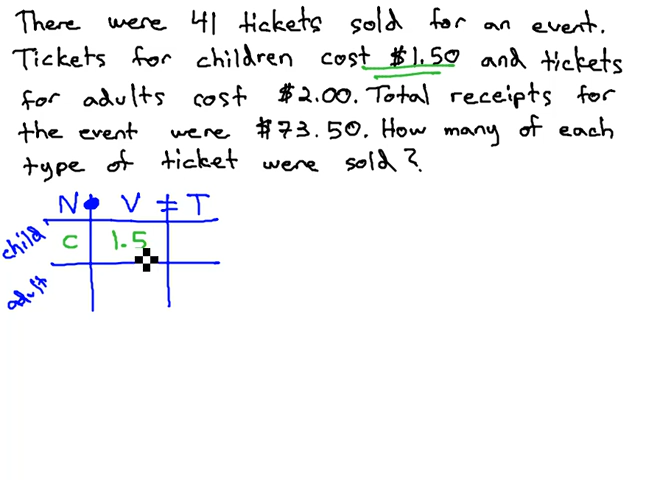 There were 41 tickets sold for an event.
Tickets for children cost $1.50 and tickets
for adults cost $2.00. Total receipts for
the event were $73.50. How many of each
type of ticket were sold?
N • V = T
child c 1.5
adult